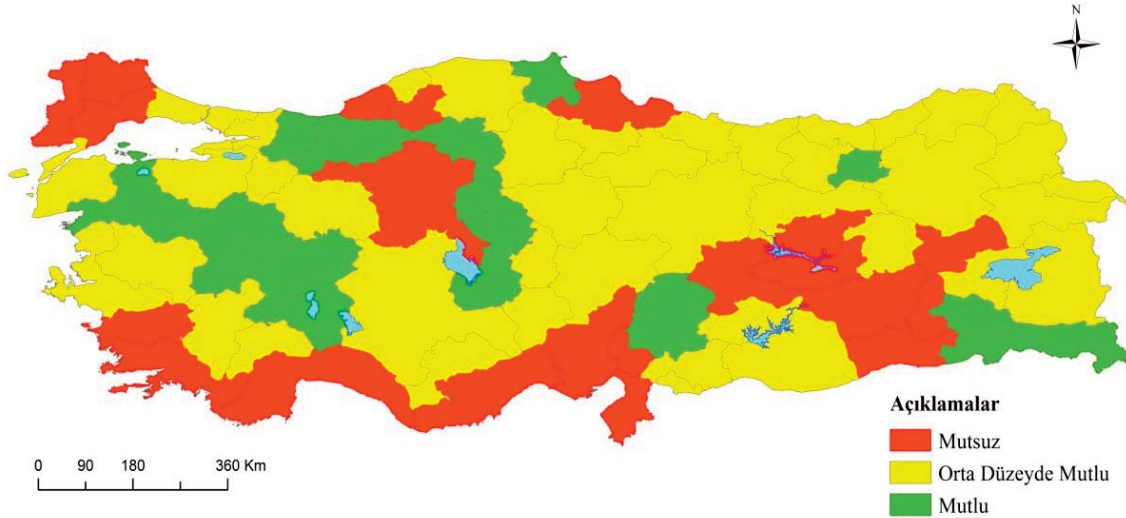 N
Açıklamalar
Mutsuz
Orta Düzeyde Mutlu
Mutlu
0 90 180 360 Km